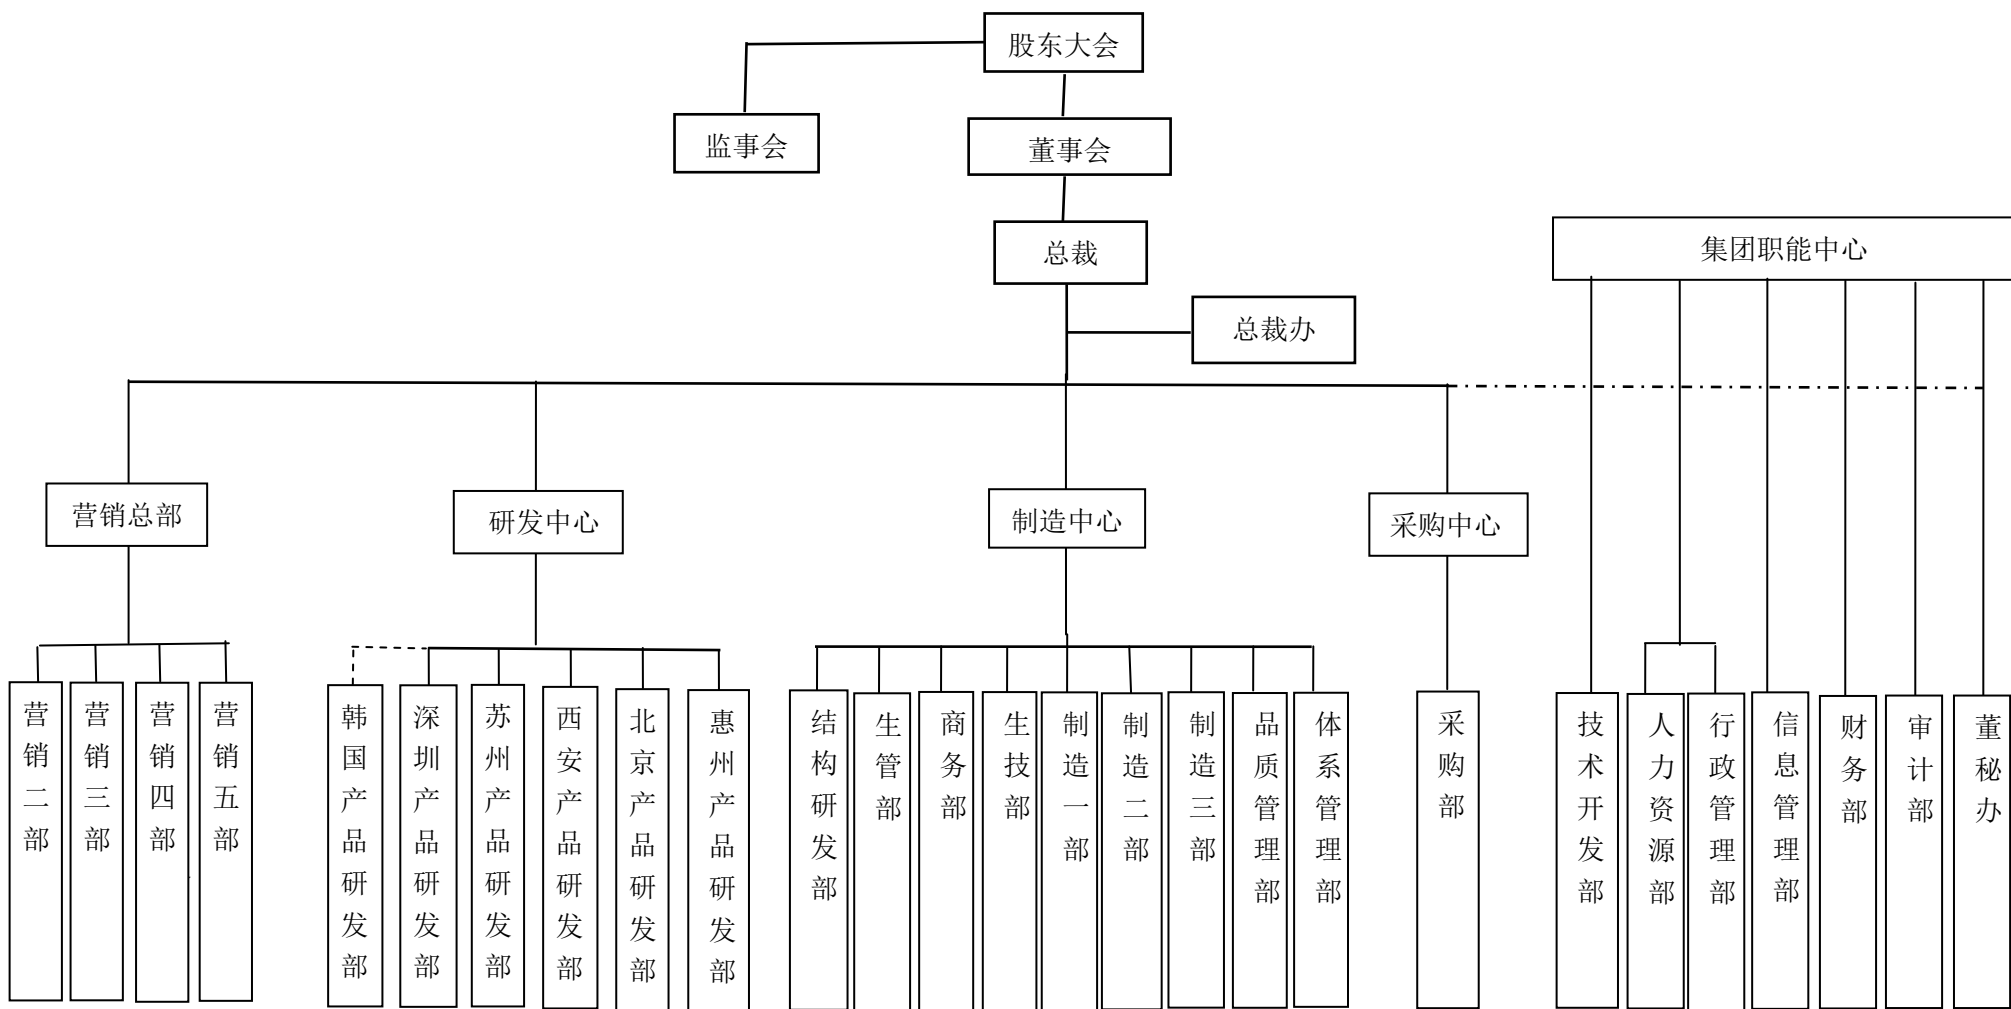 股东大会
监事会
董事会
总裁
集团职能中心
总裁办
营销总部
研发中心
制造中心
采购中心
营销二部
营销三部
营销四部
营销五部
韩国产品研发部
深圳产品研发部
苏州产品研发部
西安产品研发部
北京产品研发部
惠州产品研发部
结构研发部
生管部
商务部
生技部
制造一部
制造二部
制造三部
品质管理部
体系管理部
采购部
技术开发部
人力资源部
行政管理部
信息管理部
财务部
审计部
董秘办